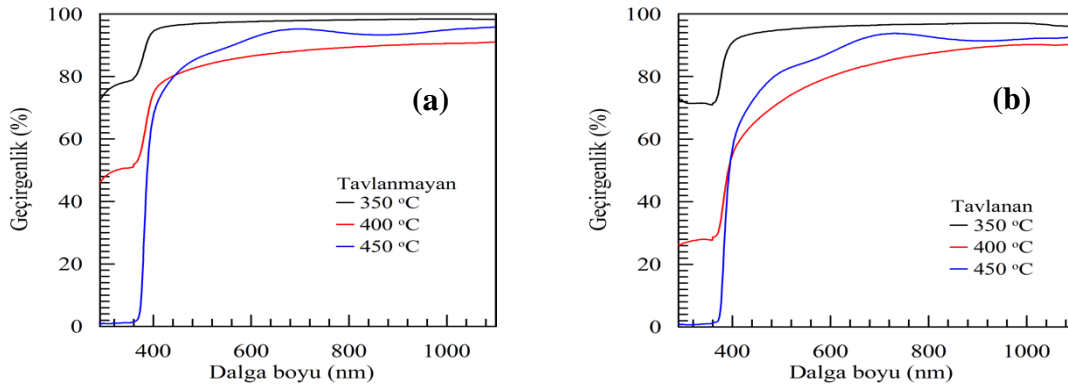 100
80
60
40
20
0
Geçirgenlik (%)
(a)
Tavlanmayan
350 °C
400 °C
450 °C
400 600 800 1000
Dalga boyu (nm)
100
80
60
40
20
0
Geçirgenlik (%)
(b)
Tavlanan
350 °C
400 °C
450 °C
400 600 800 1000
Dalga boyu (nm)